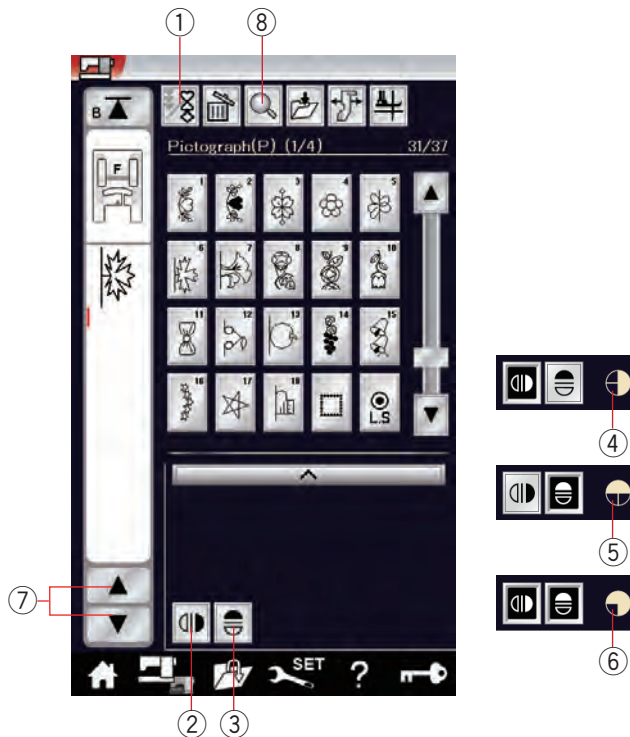 ① ⑧
B
F
Pictograph(P) (1/4) 31/37
1 2 3 4 5
6 7 8 9 10
11 12 13 14 15
16 17 18 L.S
④
⑤
⑦
⑥
SET ?
② ③